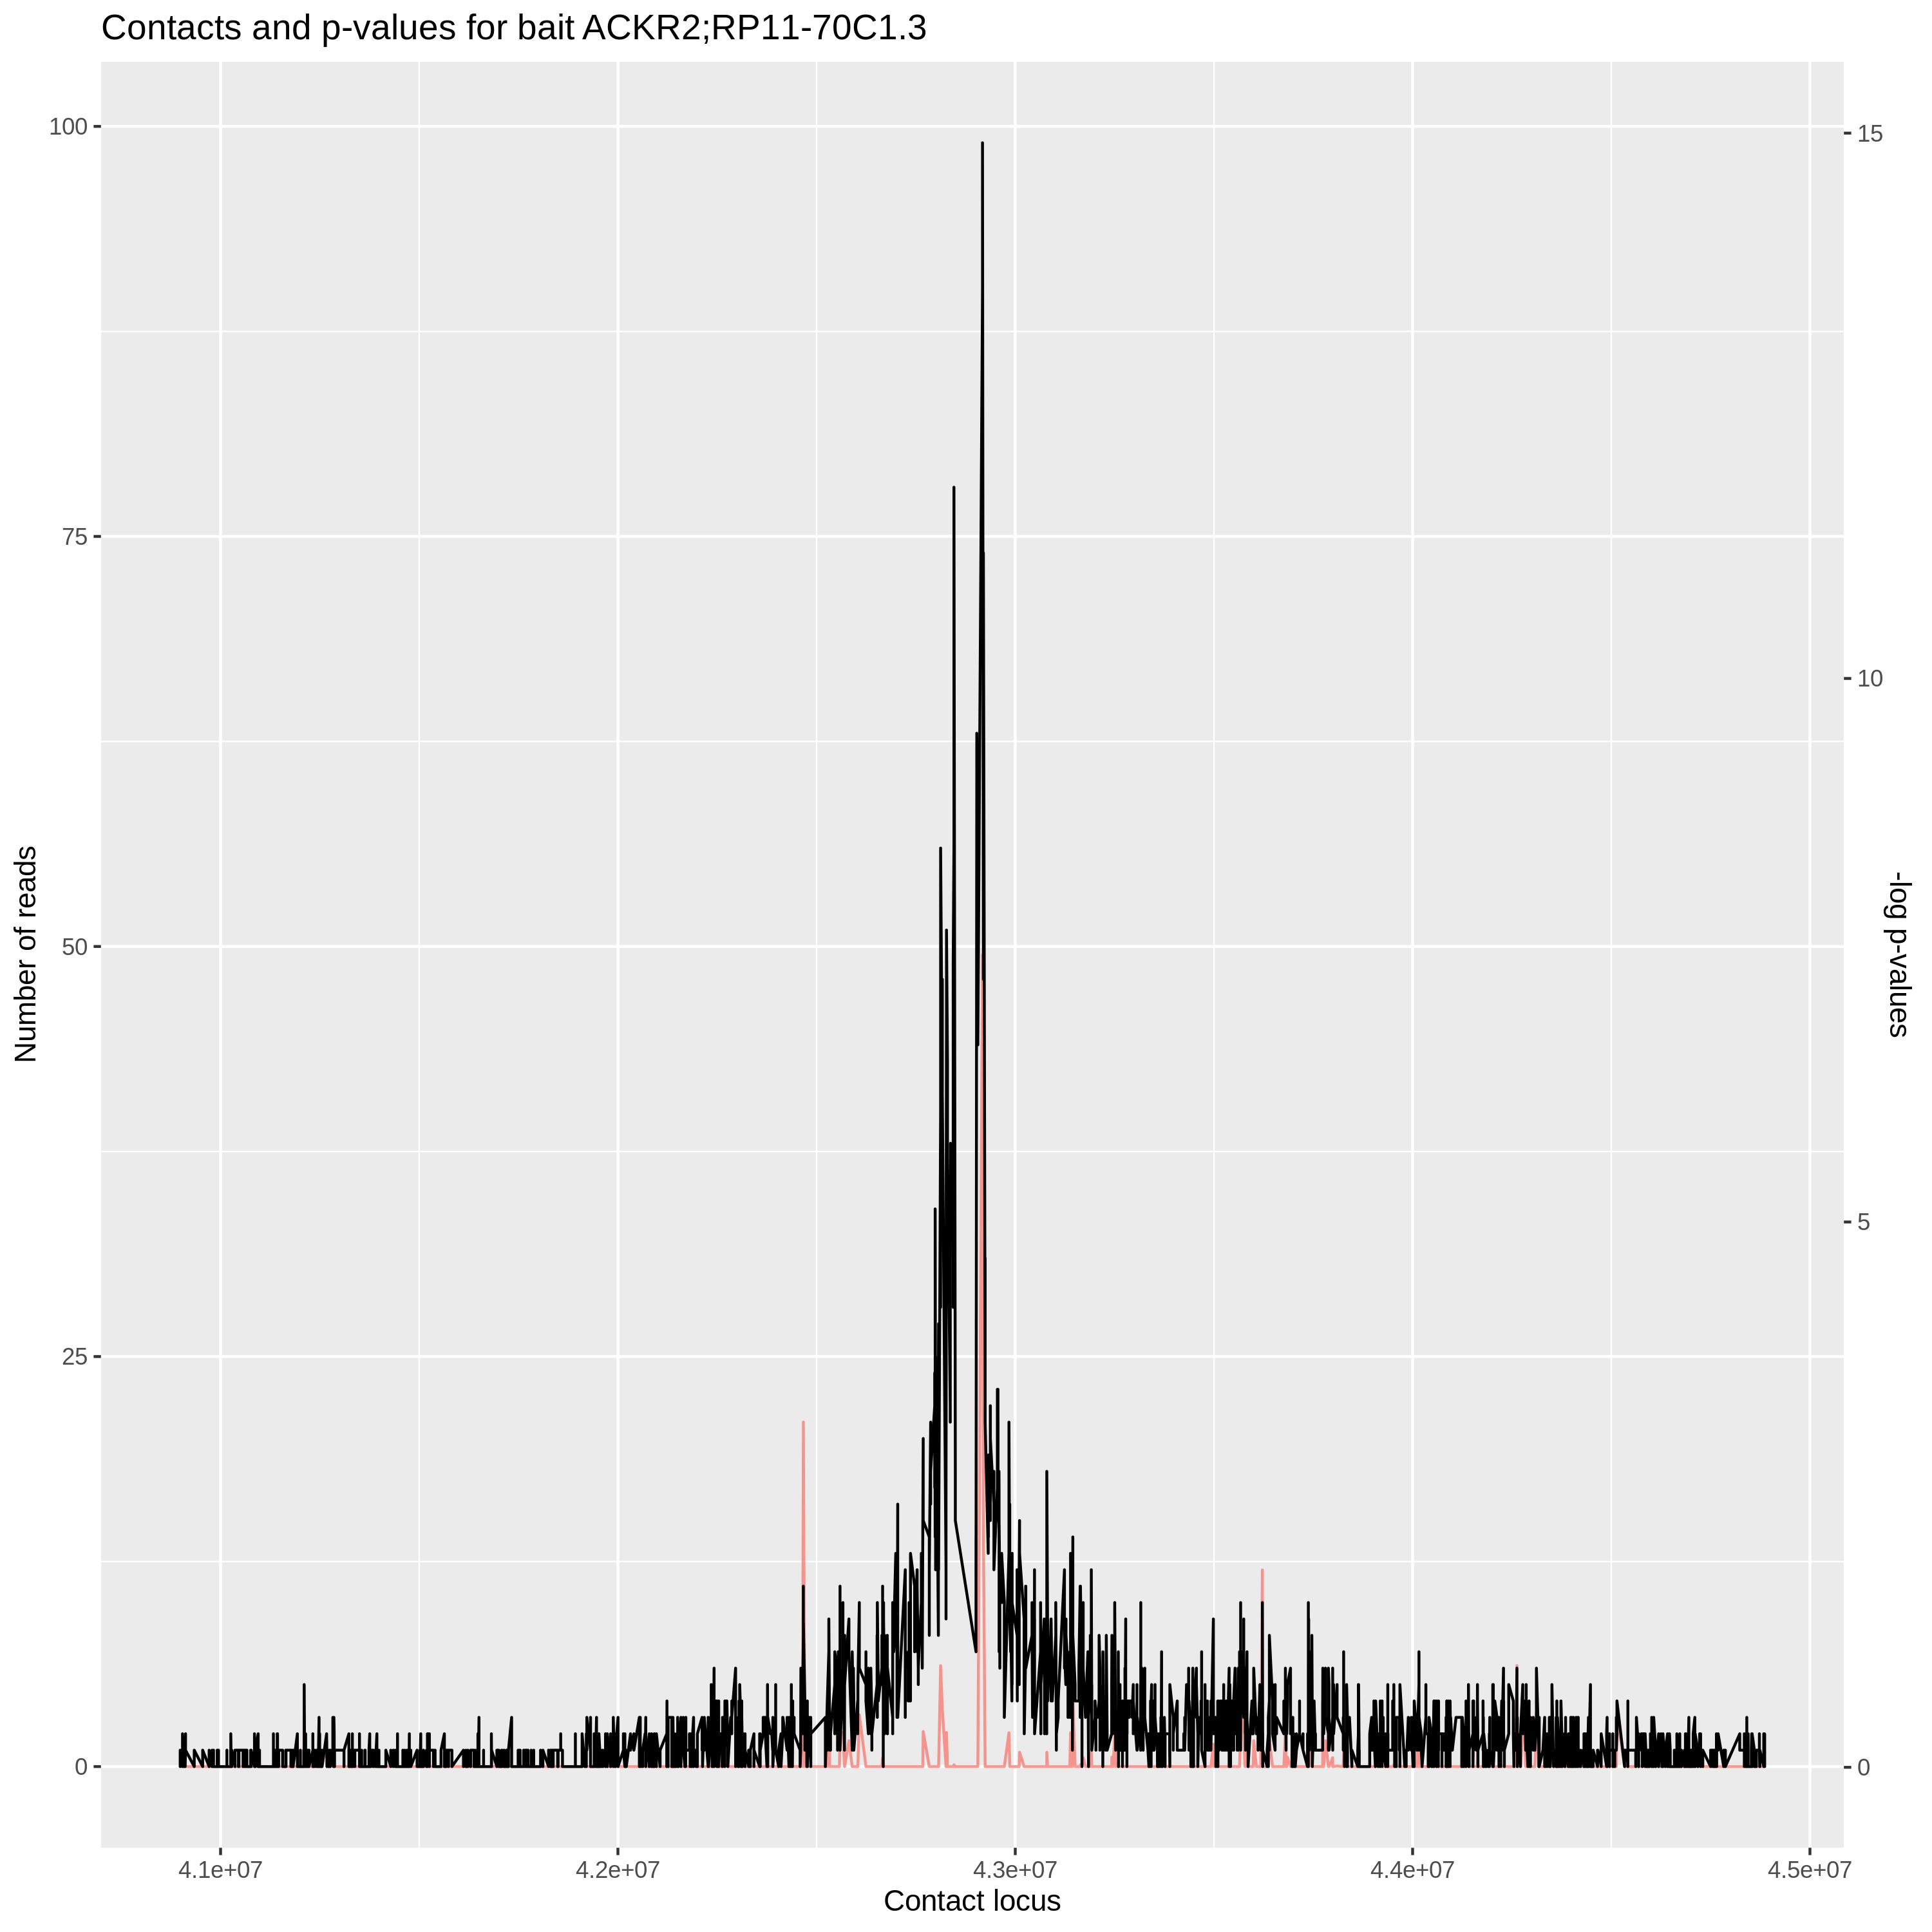 Contacts and p-values for bait ACKR2;RP11-70C1.3
100
75
50
25
0
Number of reads
15
10
5
0
-log p-values
4.1e+07
4.2e+07
4.3e+07
4.4e+07
4.5e+07
Contact locus